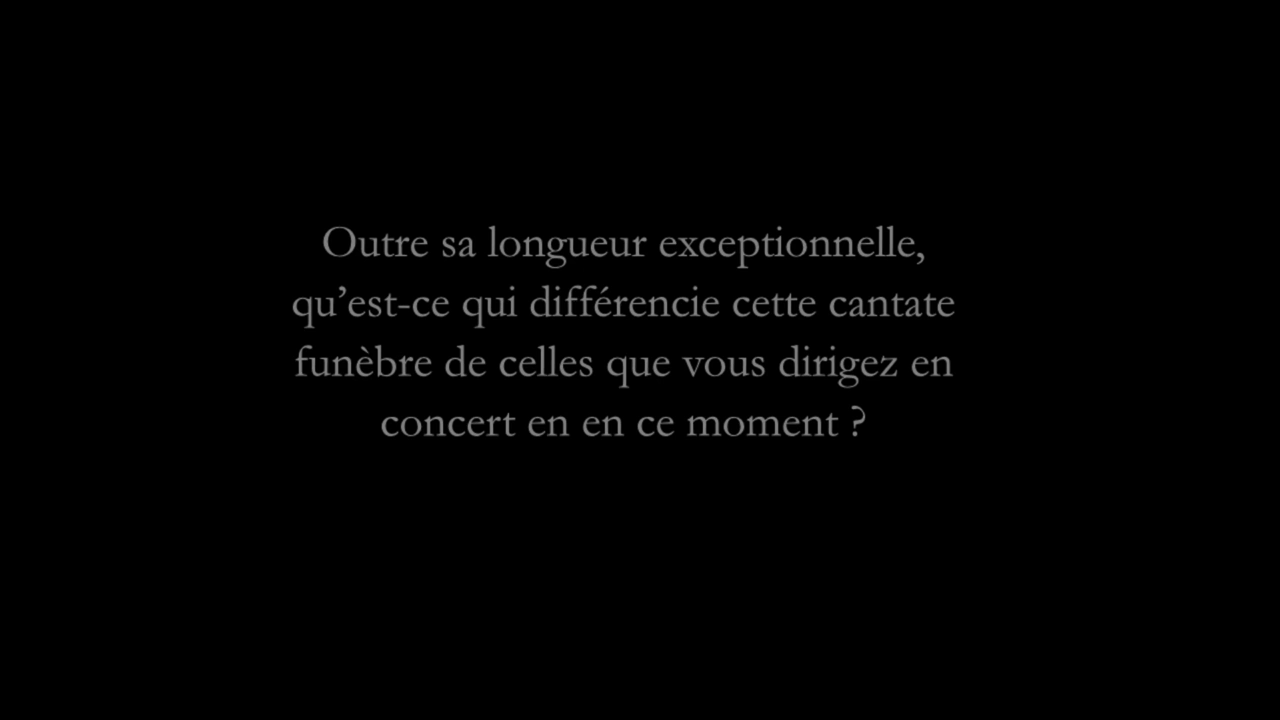 Outre sa longueur exceptionnelle,
qu’est-ce qui différencie cette cantate
funèbre de celles que vous dirigez en
concert en en ce moment ?